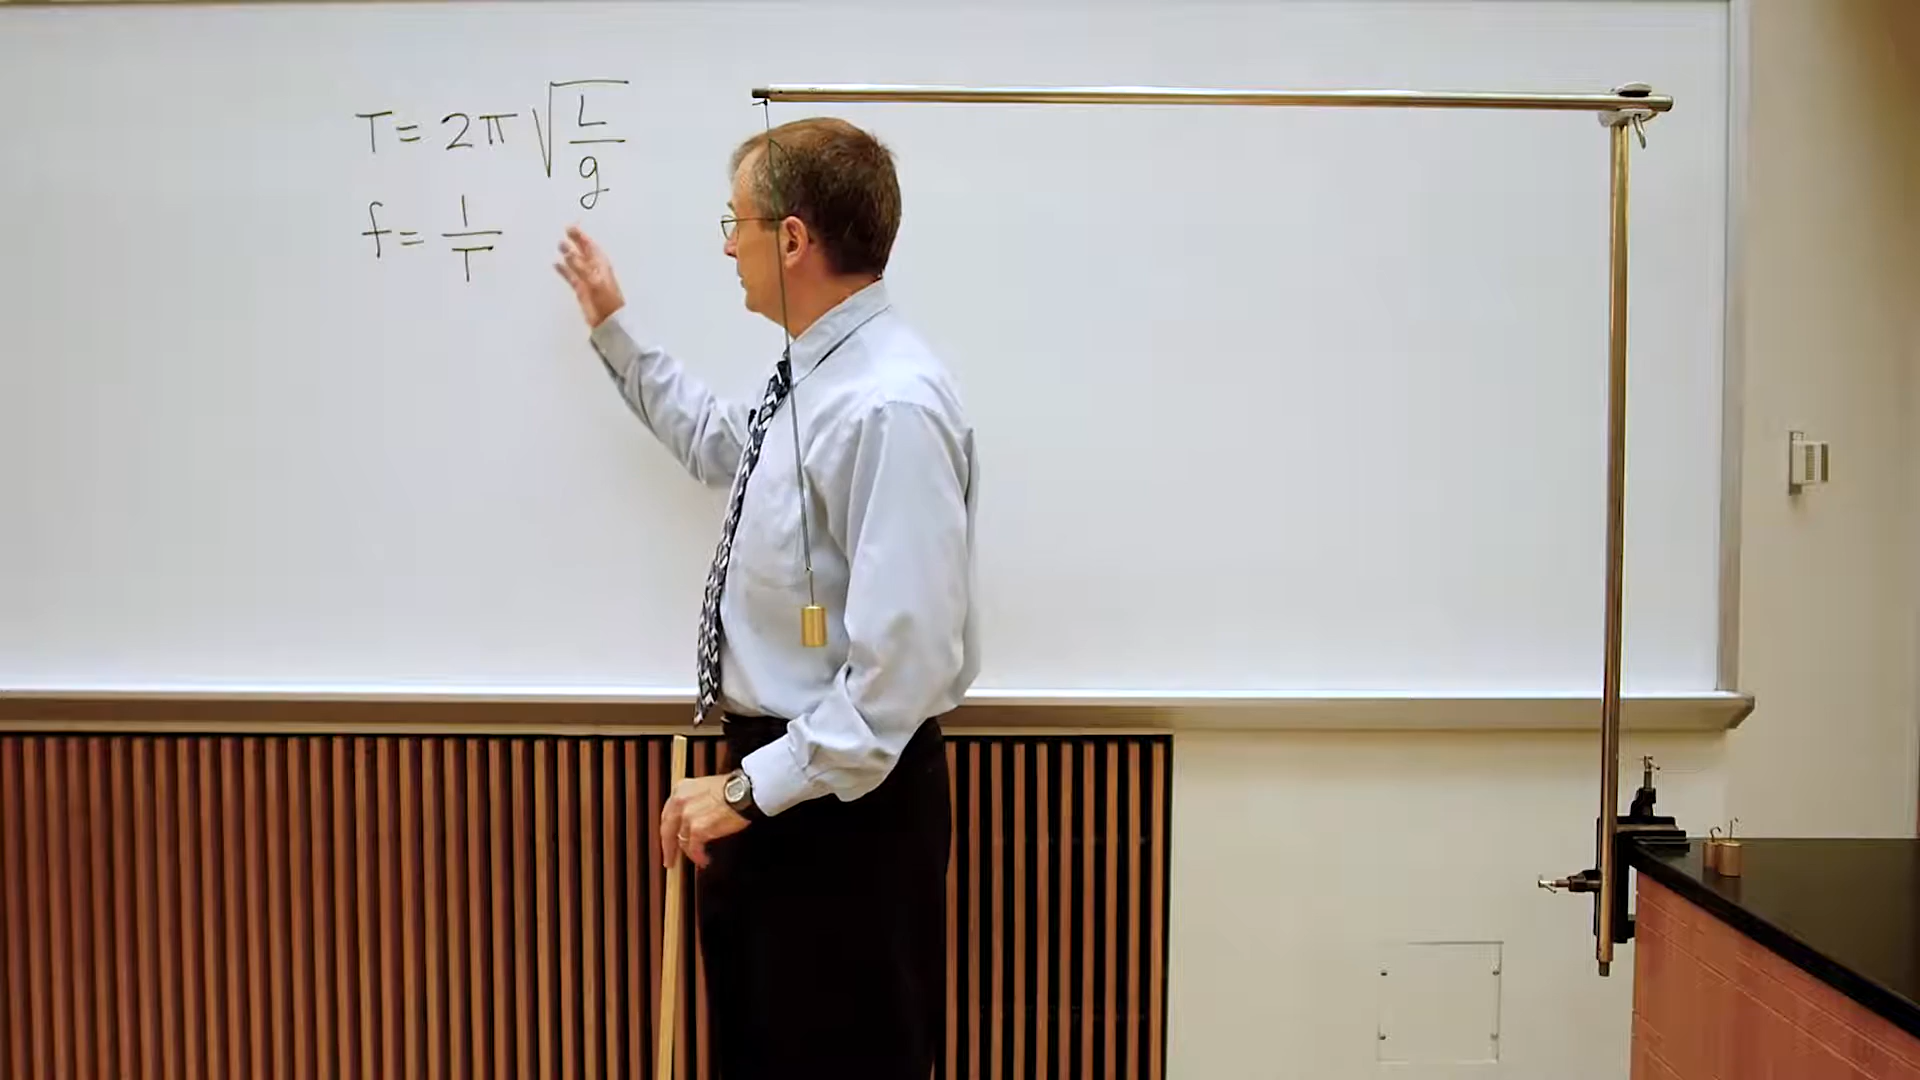 T = 2π √(L/g)
f = 1/T